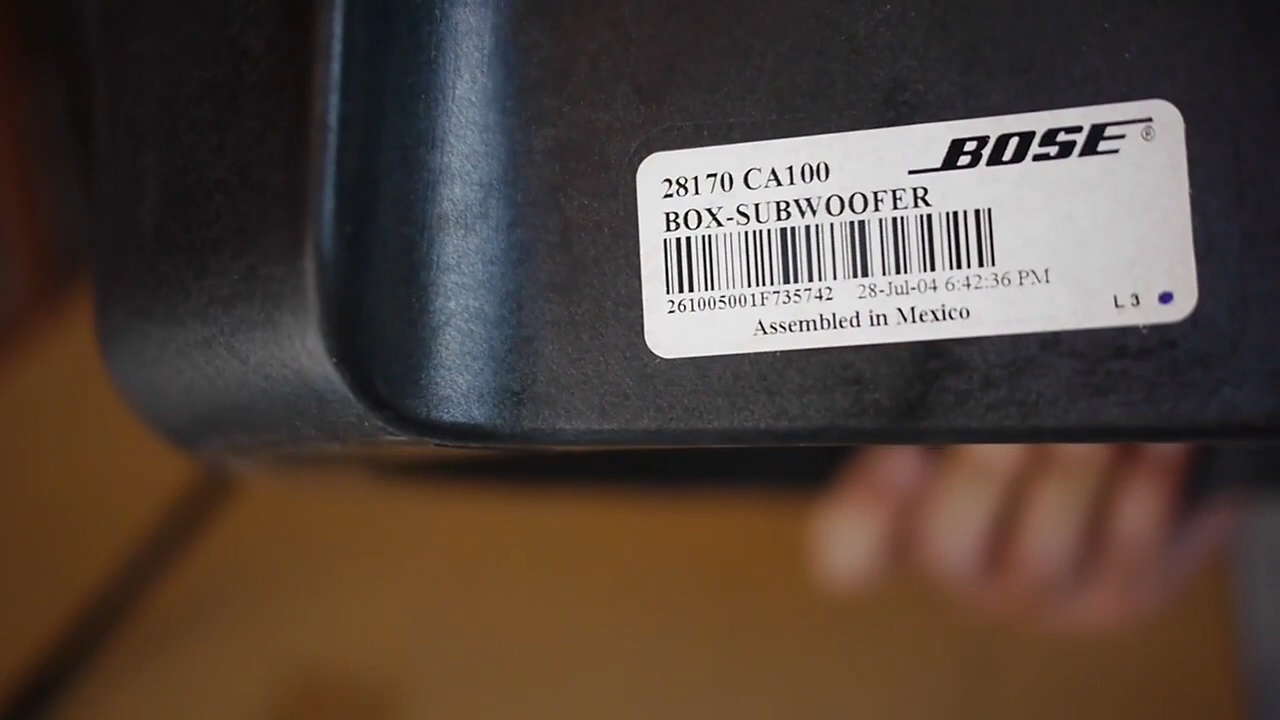 BOSE®
28170 CA100
BOX-SUBWOOFER
261005001F735742 28-Jul-04 6:42:36 PM
Assembled in Mexico
L 3